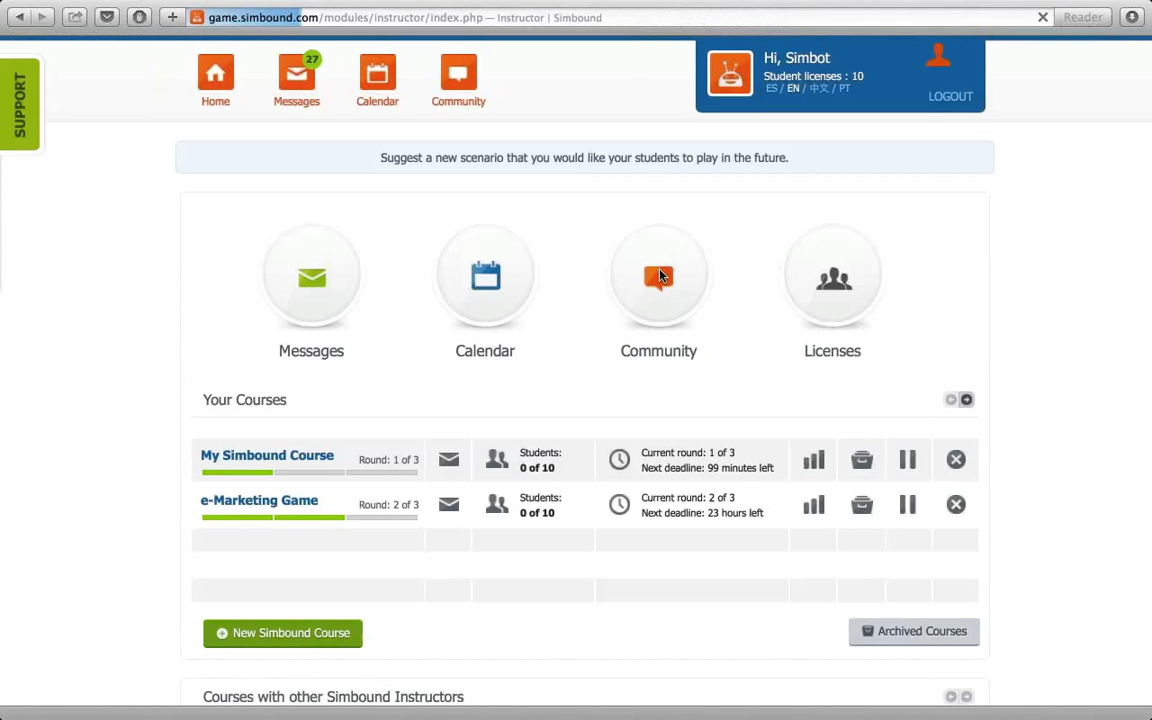 game.simbound.com/modules/instructor/index.php — Instructor | Simbound
Reader
SUPPORT
Home
27
Messages
Calendar
Community
Hi, Simbot
Student licenses : 10
ES / EN / 中文 / PT
LOGOUT
Suggest a new scenario that you would like your students to play in the future.
Messages
Calendar
Community
Licenses
Your Courses
My Simbound Course
Round: 1 of 3
Students:
0 of 10
Current round: 1 of 3
Next deadline: 99 minutes left
e-Marketing Game
Round: 2 of 3
Students:
0 of 10
Current round: 2 of 3
Next deadline: 23 hours left
New Simbound Course
Archived Courses
Courses with other Simbound Instructors